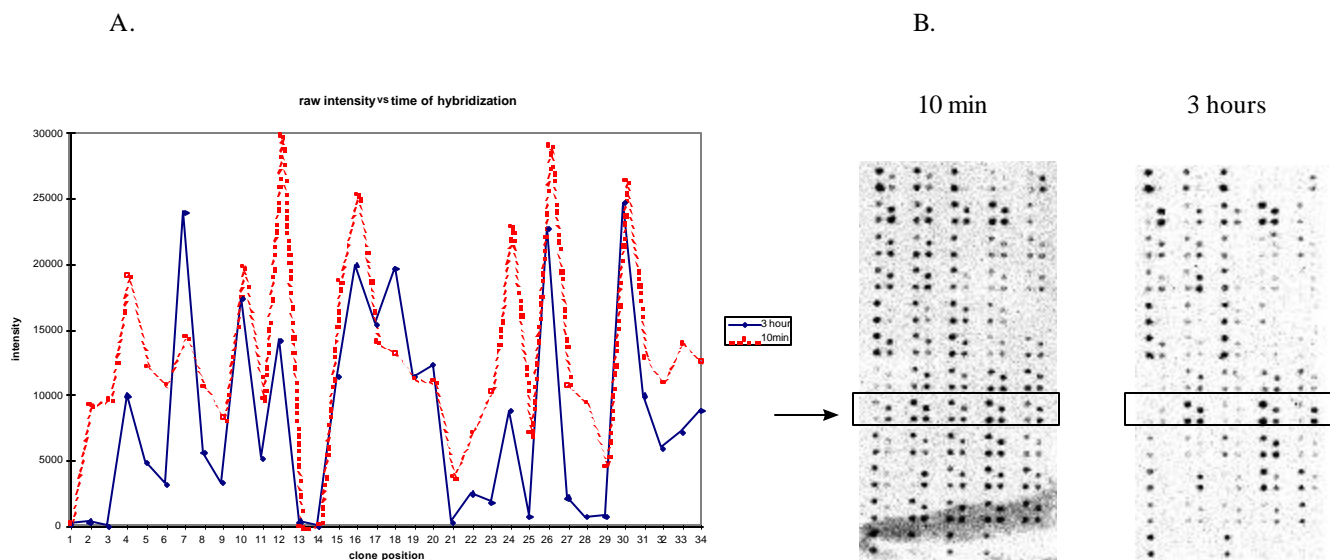 A.
B.
raw intensity vs time of hybridization
10 min
3 hours
30000
25000
20000
15000
10000
5000
0
intensity
1 2 3 4 5 6 7 8 9 10 11 12 13 14 15 16 17 18 19 20 21 22 23 24 25 26 27 28 29 30 31 32 33 34
clone position
3 hour
10min